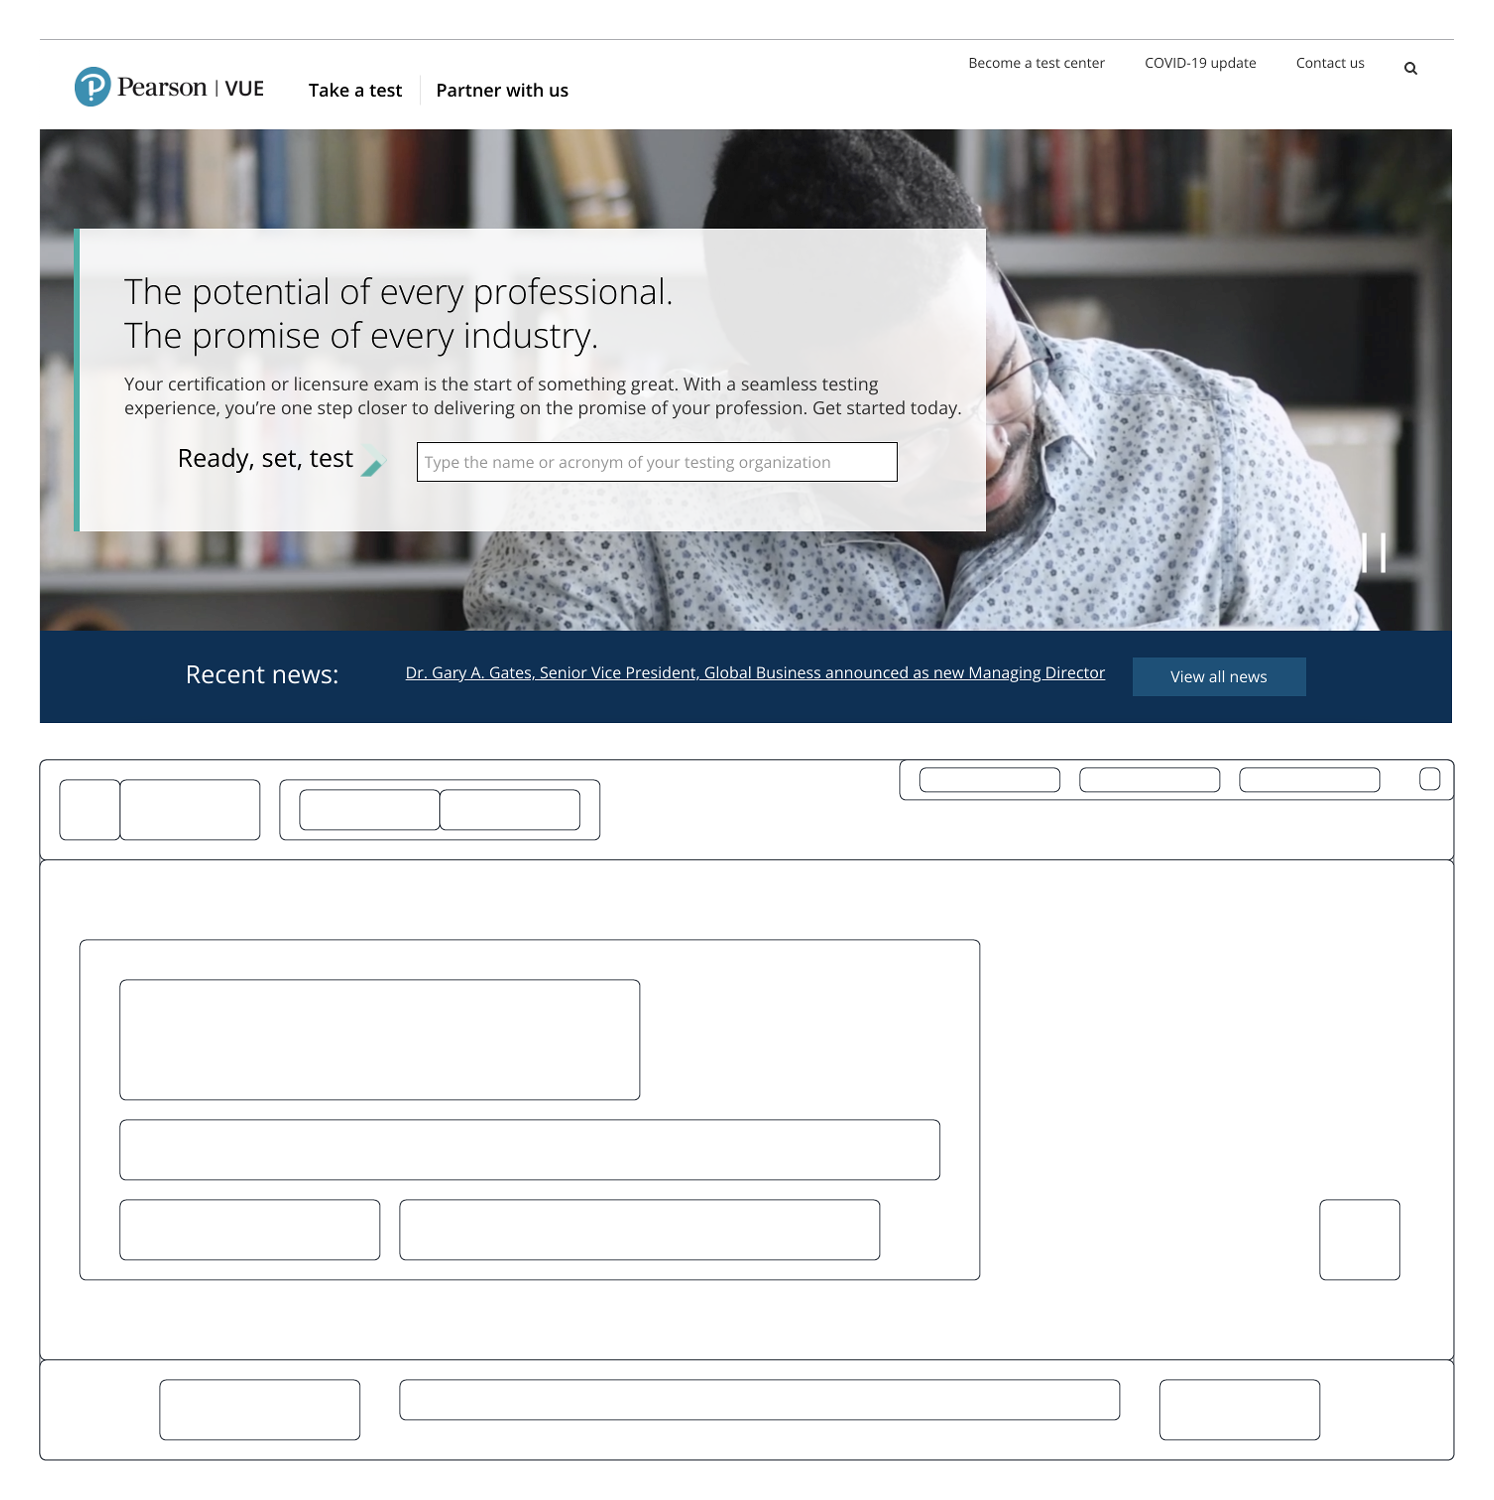 Become a test center COVID-19 update Contact us
Pearson | VUE Take a test Partner with us
The potential of every professional.
The promise of every industry.
Your certification or licensure exam is the start of something great. With a seamless testing
experience, you’re one step closer to delivering on the promise of your profession. Get started today.
Ready, set, test Type the name or acronym of your testing organization
Recent news: Dr. Gary A. Gates, Senior Vice President, Global Business announced as new Managing Director View all news